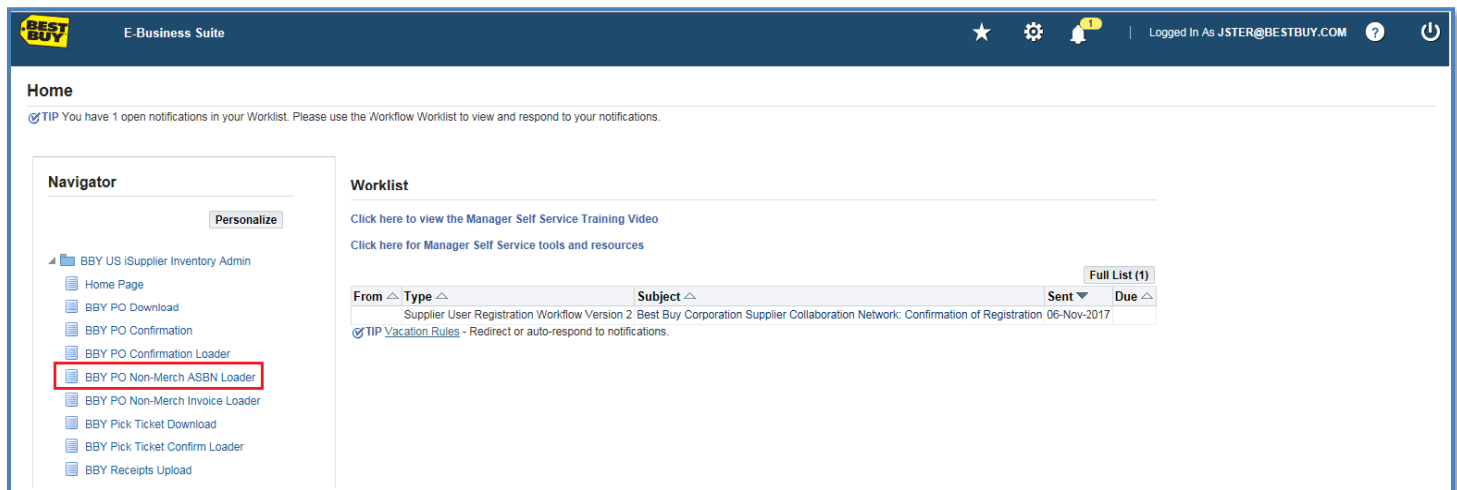 BEST
BUY
E-Business Suite
1
Logged In As JSTER@BESTBUY.COM
?
Home
TIP You have 1 open notifications in your Worklist. Please use the Workflow Worklist to view and respond to your notifications.
Navigator
Personalize
BBY US iSupplier Inventory Admin
Home Page
BBY PO Download
BBY PO Confirmation
BBY PO Confirmation Loader
BBY PO Non-Merch ASBN Loader
BBY PO Non-Merch Invoice Loader
BBY Pick Ticket Download
BBY Pick Ticket Confirm Loader
BBY Receipts Upload
Worklist
Click here to view the Manager Self Service Training Video
Click here for Manager Self Service tools and resources
Full List (1)
From Type Subject Sent Due
Supplier User Registration Workflow Version 2 Best Buy Corporation Supplier Collaboration Network: Confirmation of Registration 06-Nov-2017
TIP Vacation Rules - Redirect or auto-respond to notifications.